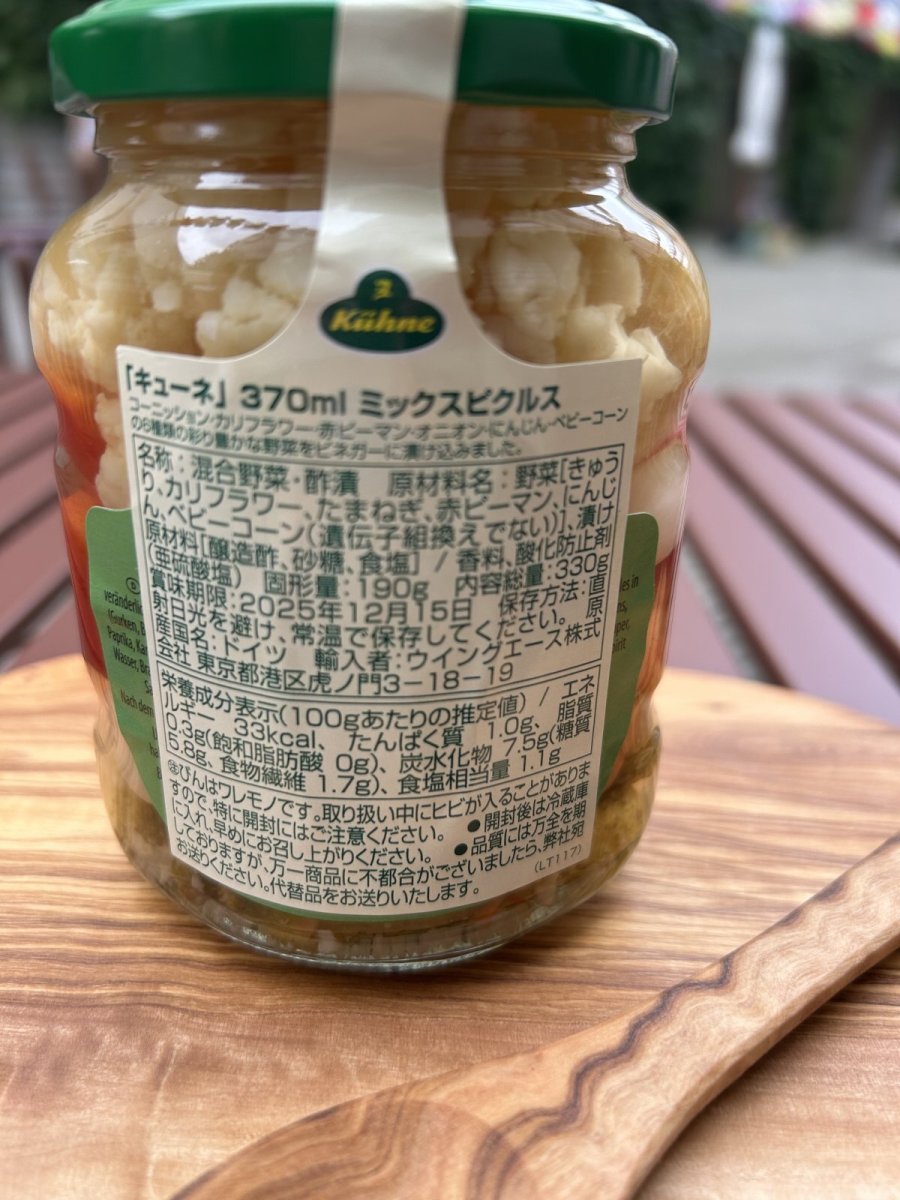 Kühne
「キューネ」 370ml ミックスピクルス
コーニッション・カリフラワー・赤ピーマン・オニオン・にんじん・ベビーコーン
の6種類の彩り豊かな野菜をビネガーに漬け込みました。
名称:混合野菜・酢漬 原材料名:野菜[きゅう
り、カリフラワー、たまねぎ、赤ピーマン、にんじ
ん、ベビーコーン(遺伝子組換えでない)]、漬け
原材料[醸造酢、砂糖、食塩] / 香料、酸化防止剤
(亜硫酸塩) 固形量:190g 内容総量:330g
賞味期限:2025年12月15日 保存方法:直
射日光を避け、常温で保存してください。 原
産国名:ドイツ 輸入者:ウイングエース株式
会社 東京都港区虎ノ門3-18-19
栄養成分表示(100gあたりの推定値) / エネ
ルギー 33kcal、たんぱく質 1.0g、脂質
0.3g(飽和脂肪酸 0g)、炭水化物 7.5g(糖質
5.8g、食物繊維 1.7g)、食塩相当量 1.1g
㊟びんはワレモノです。取り扱い中にヒビが入ることがありま
すので、特に開封にはご注意ください。 ●開封後は冷蔵庫
に入れ、早めにお召し上がりください。 ●品質には万全を期
しておりますが、万一商品に不都合がございましたら、弊社宛
お送りください。代替品をお送りいたします。
(LT117)
D
veränderli
(Gurken, B
Paprika, Ka
Wasser, Br
Nach dem